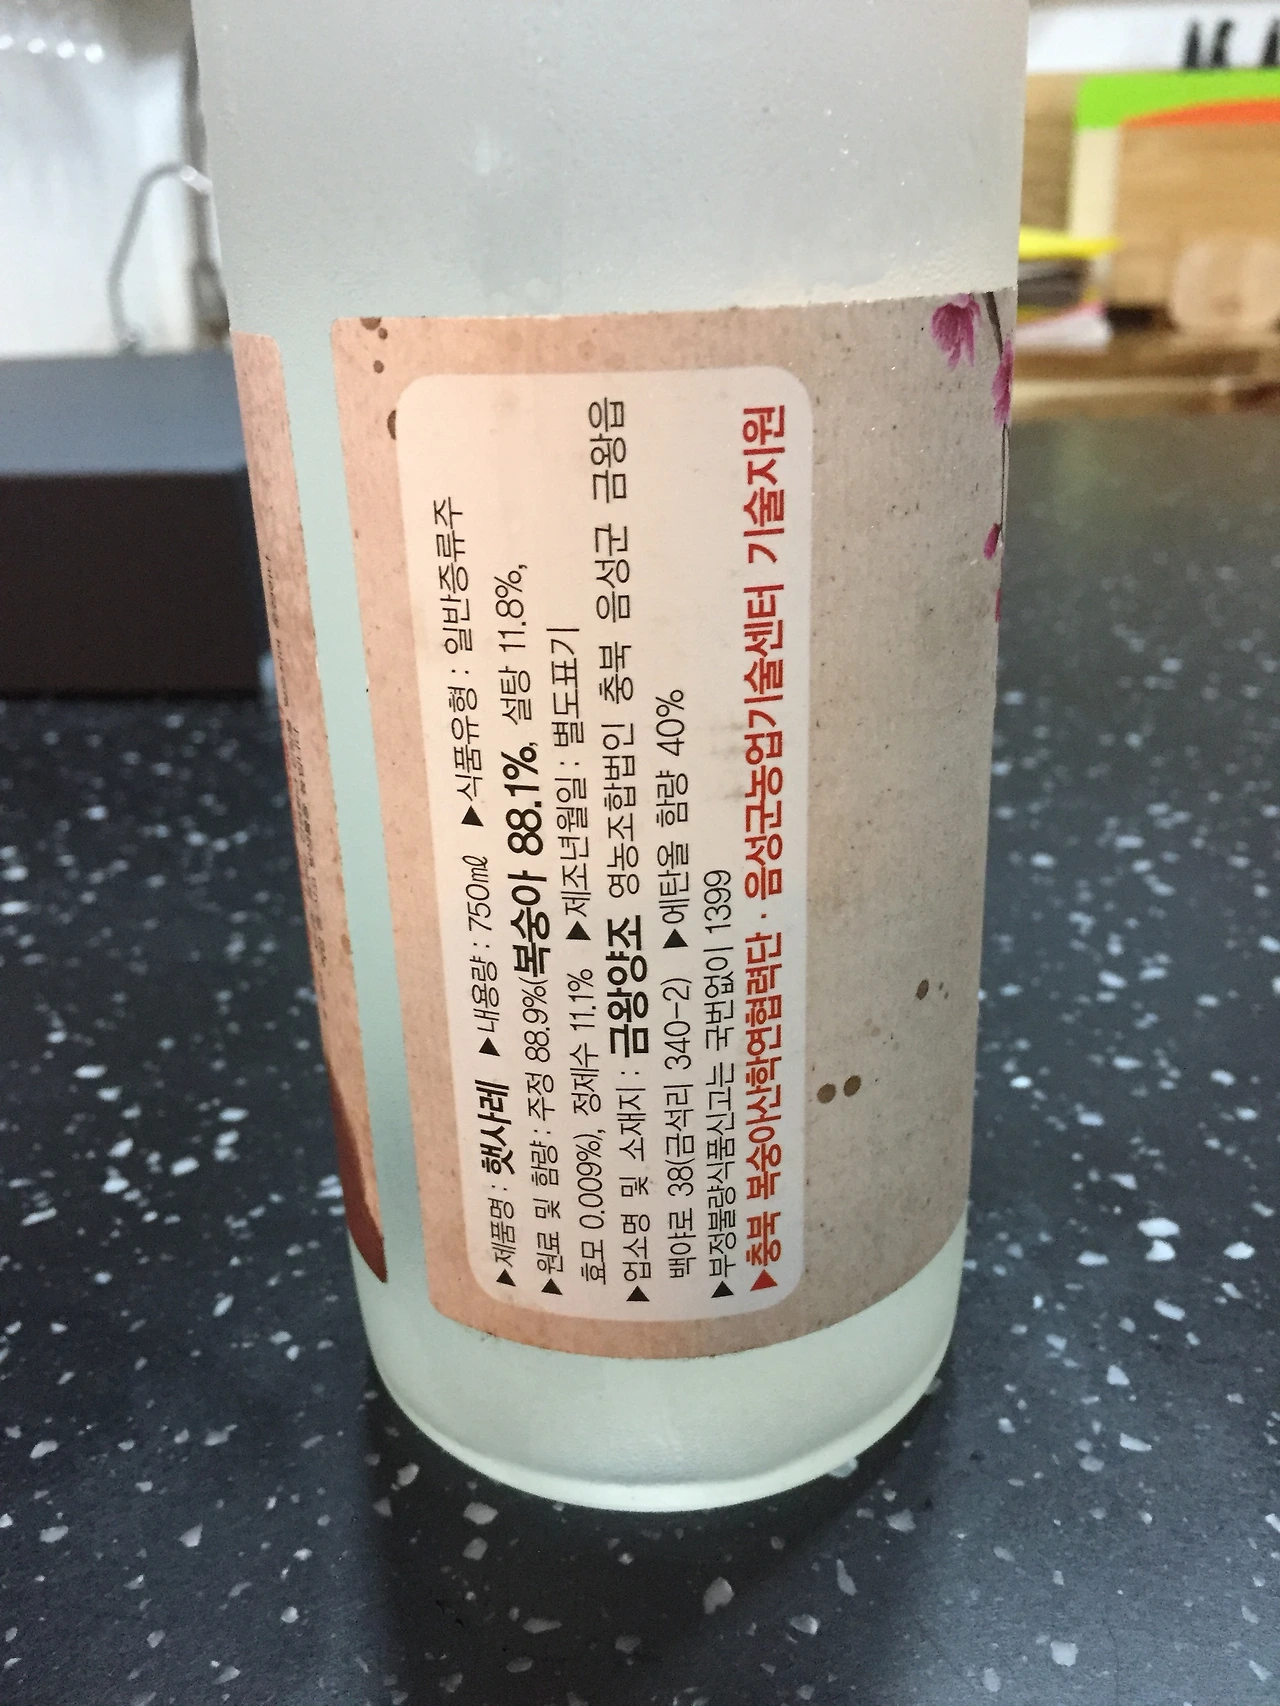 ▶제품명 : 햇사레 ▶내용량 : 750㎖ ▶식품유형 : 일반증류주
▶원료 및 함량 : 주정 88.9%(복숭아 88.1%, 설탕 11.8%,
효모 0.009%), 정제수 11.1% ▶제조년월일 : 별도표기
▶업소명 및 소재지 : 금왕양조 영농조합법인 충북 음성군 금왕읍
백야로 38(금석리 340-2) ▶에탄올 함량 40%
▶부정불량식품신고는 국번없이 1399
▶충북 복숭아산학연협력단 · 음성군농업기술센터 기술지원